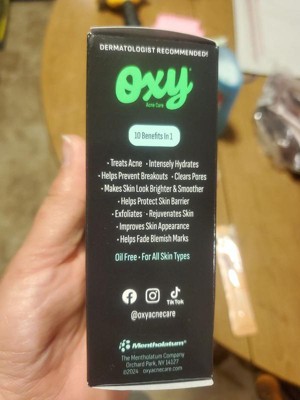 DERMATOLOGIST RECOMMENDED!
Oxy
Acne Care
10 Benefits In 1
• Treats Acne • Intensely Hydrates
• Helps Prevent Breakouts • Clears Pores
• Makes Skin Look Brighter & Smoother
• Helps Protect Skin Barrier
• Exfoliates • Rejuvenates Skin
• Improves Skin Appearance
• Helps Fade Blemish Marks
Oil Free • For All Skin Types
TikTok
@oxyacnecare
Mentholatum®
The Mentholatum Company
Orchard Park, NY 14127
©2024 oxyacnecare.com